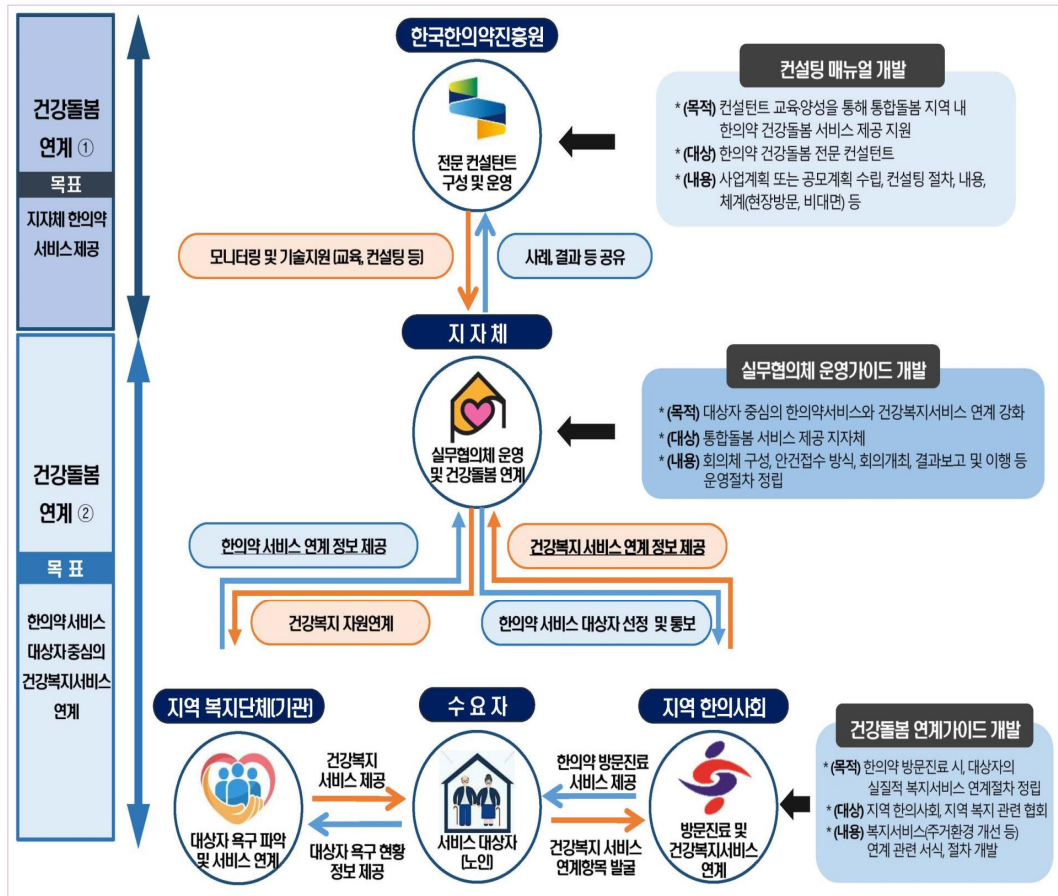 건강돌봄
연계 ①
목표
지자체 한의약
서비스 제공
한국한의약진흥원
전문 컨설턴트
구성 및 운영
컨설팅 매뉴얼 개발
* (목적) 컨설턴트 교육·양성을 통해 통합돌봄 지역 내
한의약 건강돌봄 서비스 제공 지원
* (대상) 한의약 건강돌봄 전문 컨설턴트
* (내용) 사업계획 또는 공모계획 수립, 컨설팅 절차, 내용,
체계(현장방문, 비대면) 등
모니터링 및 기술지원 (교육, 컨설팅 등)
사례, 결과 등 공유
건강돌봄
연계 ②
목 표
한의약 서비스
대상자 중심의
건강복지서비스
연계
지 자 체
실무협의체 운영
및 건강돌봄 연계
실무협의체 운영가이드 개발
* (목적) 대상자 중심의 한의약서비스와 건강복지서비스 연계 강화
* (대상) 통합돌봄 서비스 제공 지자체
* (내용) 회의체 구성, 안건접수 방식, 회의개최, 결과보고 및 이행 등
운영절차 정립
한의약 서비스 연계 정보 제공
건강복지 서비스 연계 정보 제공
건강복지 자원연계
한의약 서비스 대상자 선정 및 통보
지역 복지단체(기관)
대상자 욕구 파악
및 서비스 연계
건강복지
서비스 제공
대상자 욕구 현황
정보 제공
수 요 자
서비스 대상자
(노인)
한의약 방문진료
서비스 제공
건강복지 서비스
연계항목 발굴
지역 한의사회
방문진료 및
건강복지서비스
연계
건강돌봄 연계가이드 개발
* (목적) 한의약 방문진료 시, 대상자의
실질적 복지서비스 연계절차 정립
* (대상) 지역 한의사회, 지역 복지 관련 협회
* (내용) 복지서비스(주거환경 개선 등)
연계 관련 서식, 절차 개발